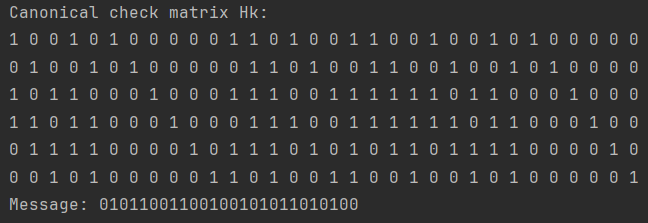 Canonical check matrix Hk:
1 0 0 1 0 1 0 0 0 0 0 1 1 0 1 0 0 1 1 0 0 1 0 0 1 0 1 0 0 0 0 0
0 1 0 0 1 0 1 0 0 0 0 0 1 1 0 1 0 0 1 1 0 0 1 0 0 1 0 1 0 0 0 0
1 0 1 1 0 0 0 1 0 0 0 1 1 1 0 0 1 1 1 1 1 1 0 1 1 0 0 0 1 0 0 0
1 1 0 1 1 0 0 0 1 0 0 0 1 1 1 0 0 1 1 1 1 1 1 0 1 1 0 0 0 1 0 0
0 1 1 1 1 0 0 0 0 1 0 1 1 1 0 1 0 1 0 1 1 0 1 1 1 1 0 0 0 0 1 0
0 0 1 0 1 0 0 0 0 0 1 1 0 1 0 0 1 1 0 0 1 0 0 1 0 1 0 0 0 0 0 1
Message: 01011001100100101011010100